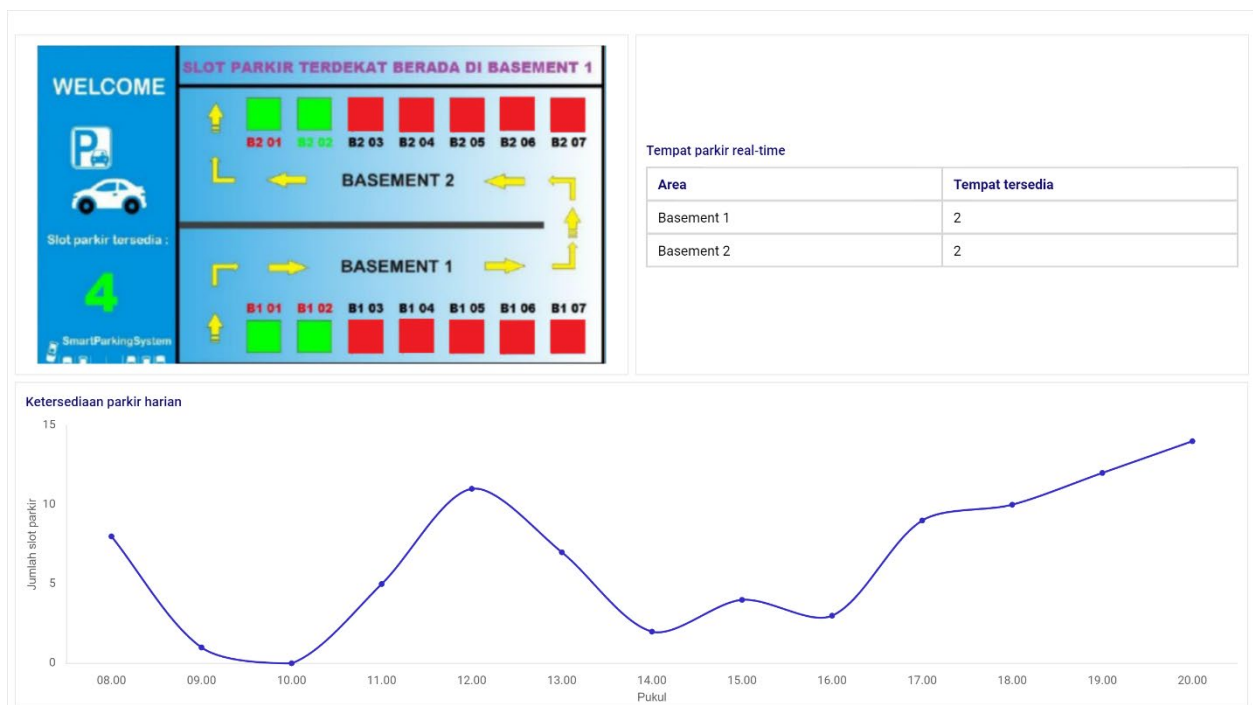 WELCOME
P
Slot parkir tersedia :
4
SmartParkingSystem
SLOT PARKIR TERDEKAT BERADA DI BASEMENT 1
B2 01 B2 02 B2 03 B2 04 B2 05 B2 06 B2 07
BASEMENT 2
BASEMENT 1
B1 01 B1 02 B1 03 B1 04 B1 05 B1 06 B1 07
Tempat parkir real-time
Area Tempat tersedia
Basement 1 2
Basement 2 2
Ketersediaan parkir harian
15
10
5
0
Jumlah slot parkir
08.00 09.00 10.00 11.00 12.00 13.00 14.00 15.00 16.00 17.00 18.00 19.00 20.00
Pukul